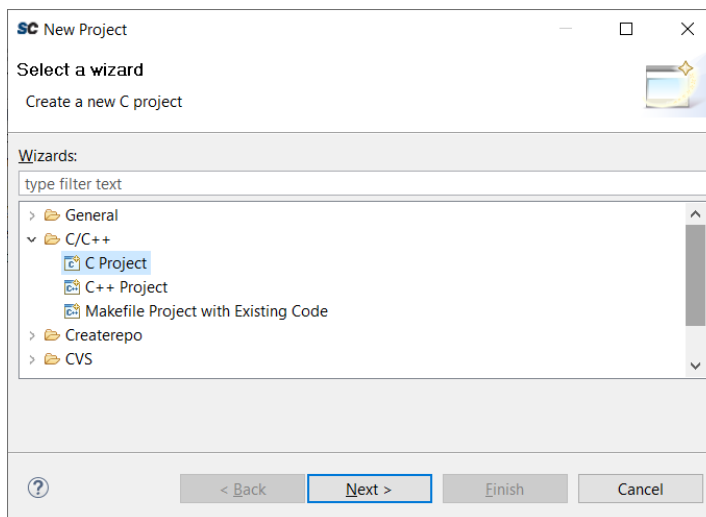 SC New Project
Select a wizard
Create a new C project
Wizards:
type filter text
General
C/C++
C Project
C++ Project
Makefile Project with Existing Code
Createrepo
CVS
< Back Next > Finish Cancel